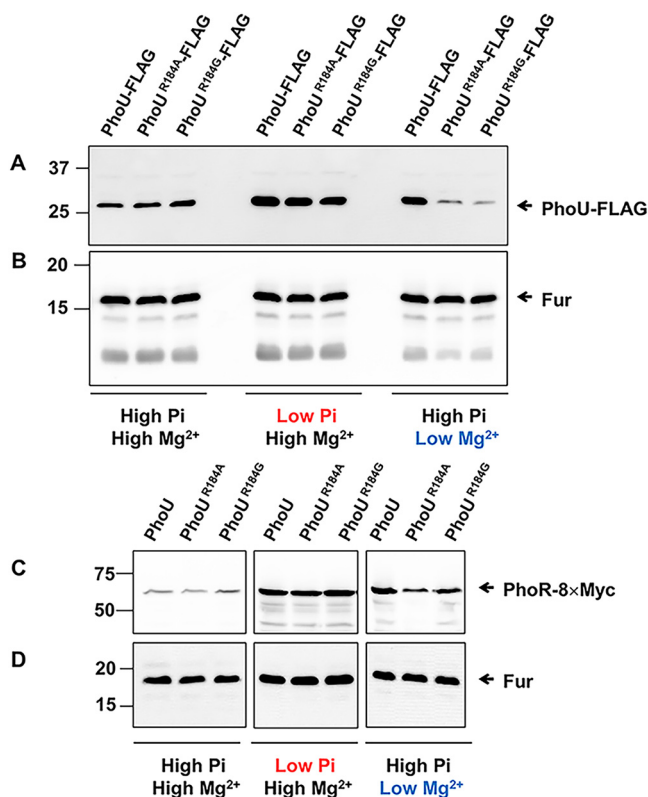 PhoU-FLAG
PhoU R184A-FLAG
PhoU R184G-FLAG
PhoU-FLAG
PhoU R184A-FLAG
PhoU R184G-FLAG
PhoU-FLAG
PhoU R184A-FLAG
PhoU R184G-FLAG
A
37
25
PhoU-FLAG
B
20
15
Fur
High Pi
High Mg²⁺
Low Pi
High Mg²⁺
High Pi
Low Mg²⁺
PhoU
PhoU R184A
PhoU R184G
PhoU
PhoU R184A
PhoU R184G
PhoU
PhoU R184A
PhoU R184G
C
75
50
PhoR-8×Myc
D
20
15
Fur
High Pi
High Mg²⁺
Low Pi
High Mg²⁺
High Pi
Low Mg²⁺